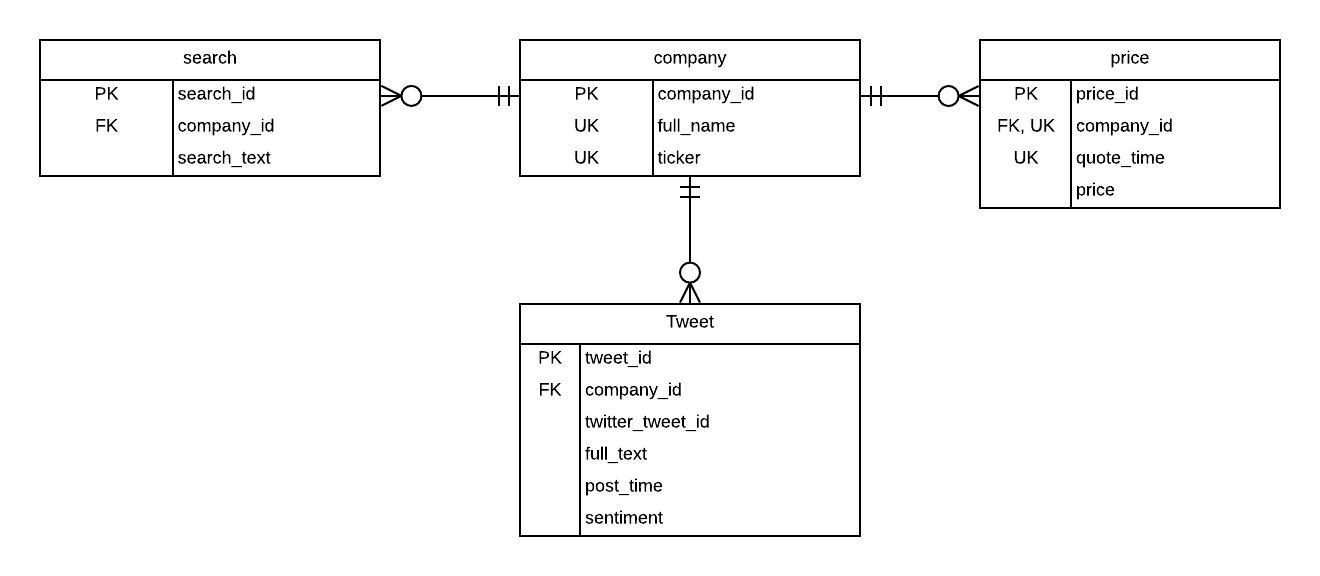 search
PK search_id
FK company_id
search_text
company
PK company_id
UK full_name
UK ticker
price
PK price_id
FK, UK company_id
UK quote_time
price
Tweet
PK tweet_id
FK company_id
twitter_tweet_id
full_text
post_time
sentiment